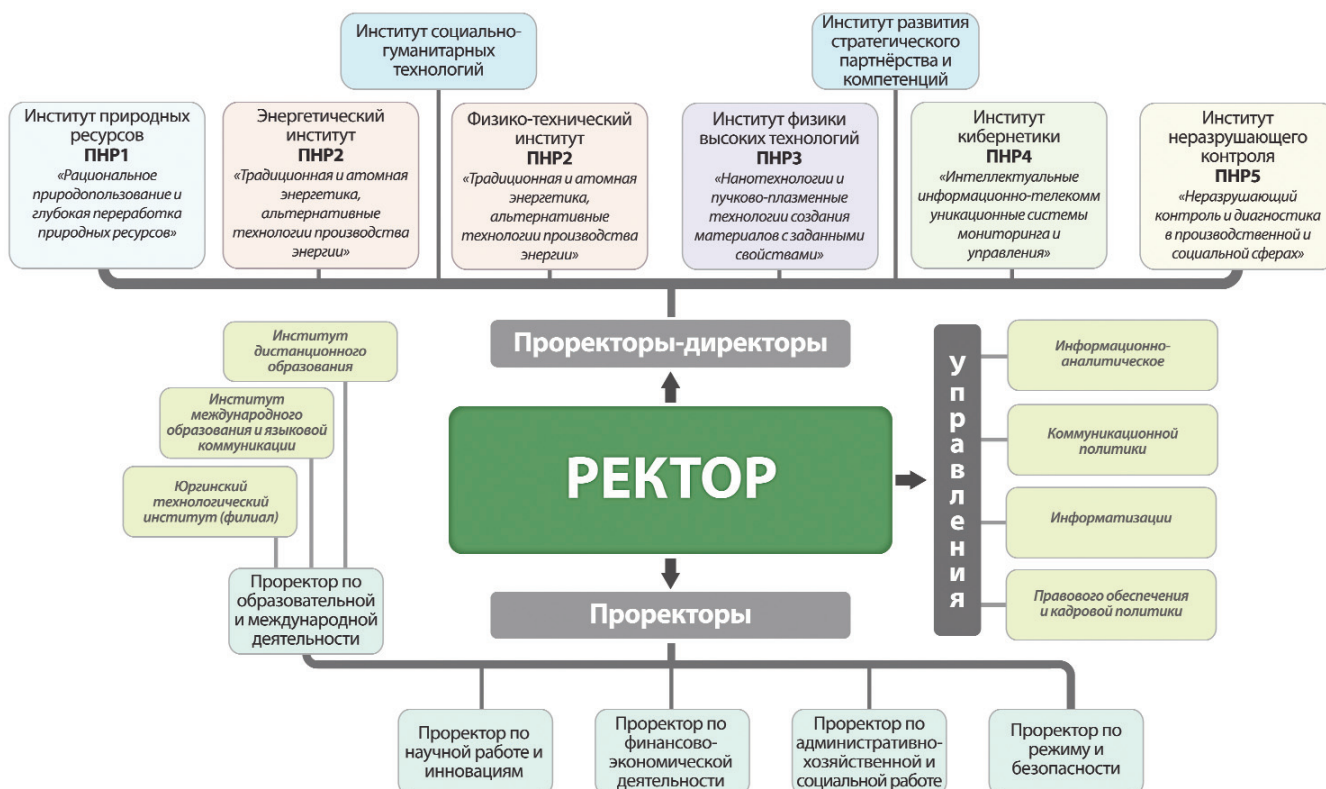 Институт социально-
гуманитарных
технологий
Институт развития
стратегического
партнёрства и
компетенций
Институт природных
ресурсов
ПНР1
«Рациональное
природопользование и
глубокая переработка
природных ресурсов»
Энергетический
институт
ПНР2
«Традиционная и атомная
энергетика,
альтернативные
технологии производства
энергии»
Физико-технический
институт
ПНР2
«Традиционная и атомная
энергетика,
альтернативные
технологии производства
энергии»
Институт физики
высоких технологий
ПНР3
«Нанотехнологии и
пучково-плазменные
технологии создания
материалов с заданными
свойствами»
Институт
кибернетики
ПНР4
«Интеллектуальные
информационно-телекомм
уникационные системы
мониторинга и
управления»
Институт
неразрушающего
контроля
ПНР5
«Неразрушающий
контроль и диагностика
в производственной и
социальной сферах»
Проректоры-директоры
Институт
дистанционного
образования
Институт
международного
образования и языковой
коммуникации
Юргинский
технологический
институт (филиал)
РЕКТОР
Управления
Информационно-
аналитическое
Коммуникационной
политики
Информатизации
Правового обеспечения
и кадровой политики
Проректоры
Проректор по
образовательной
и международной
деятельности
Проректор по
научной работе и
инновациям
Проректор по
финансово-
экономической
деятельности
Проректор по
административно-
хозяйственной и
социальной работе
Проректор по
режиму и
безопасности